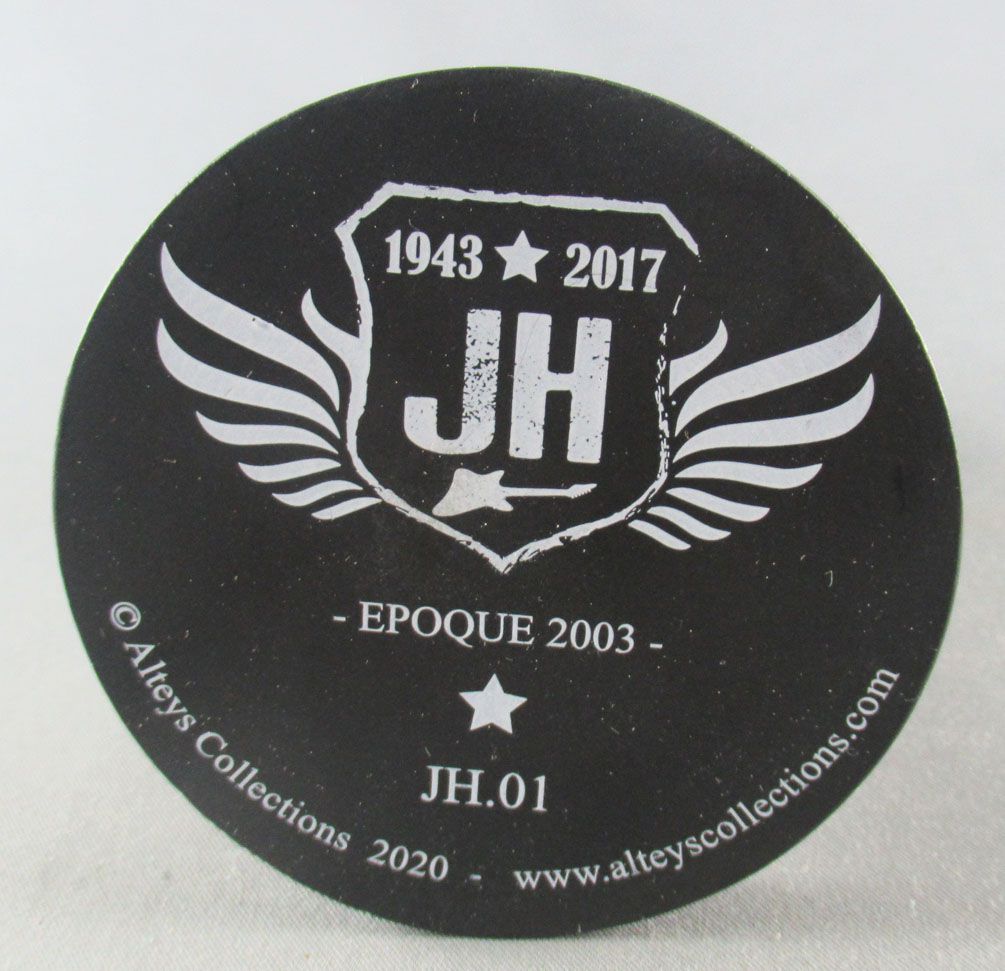 1943 ★ 2017
JH
- EPOQUE 2003 -
★
JH.01
© Alteys Collections 2020 - www.alteyscollections.com